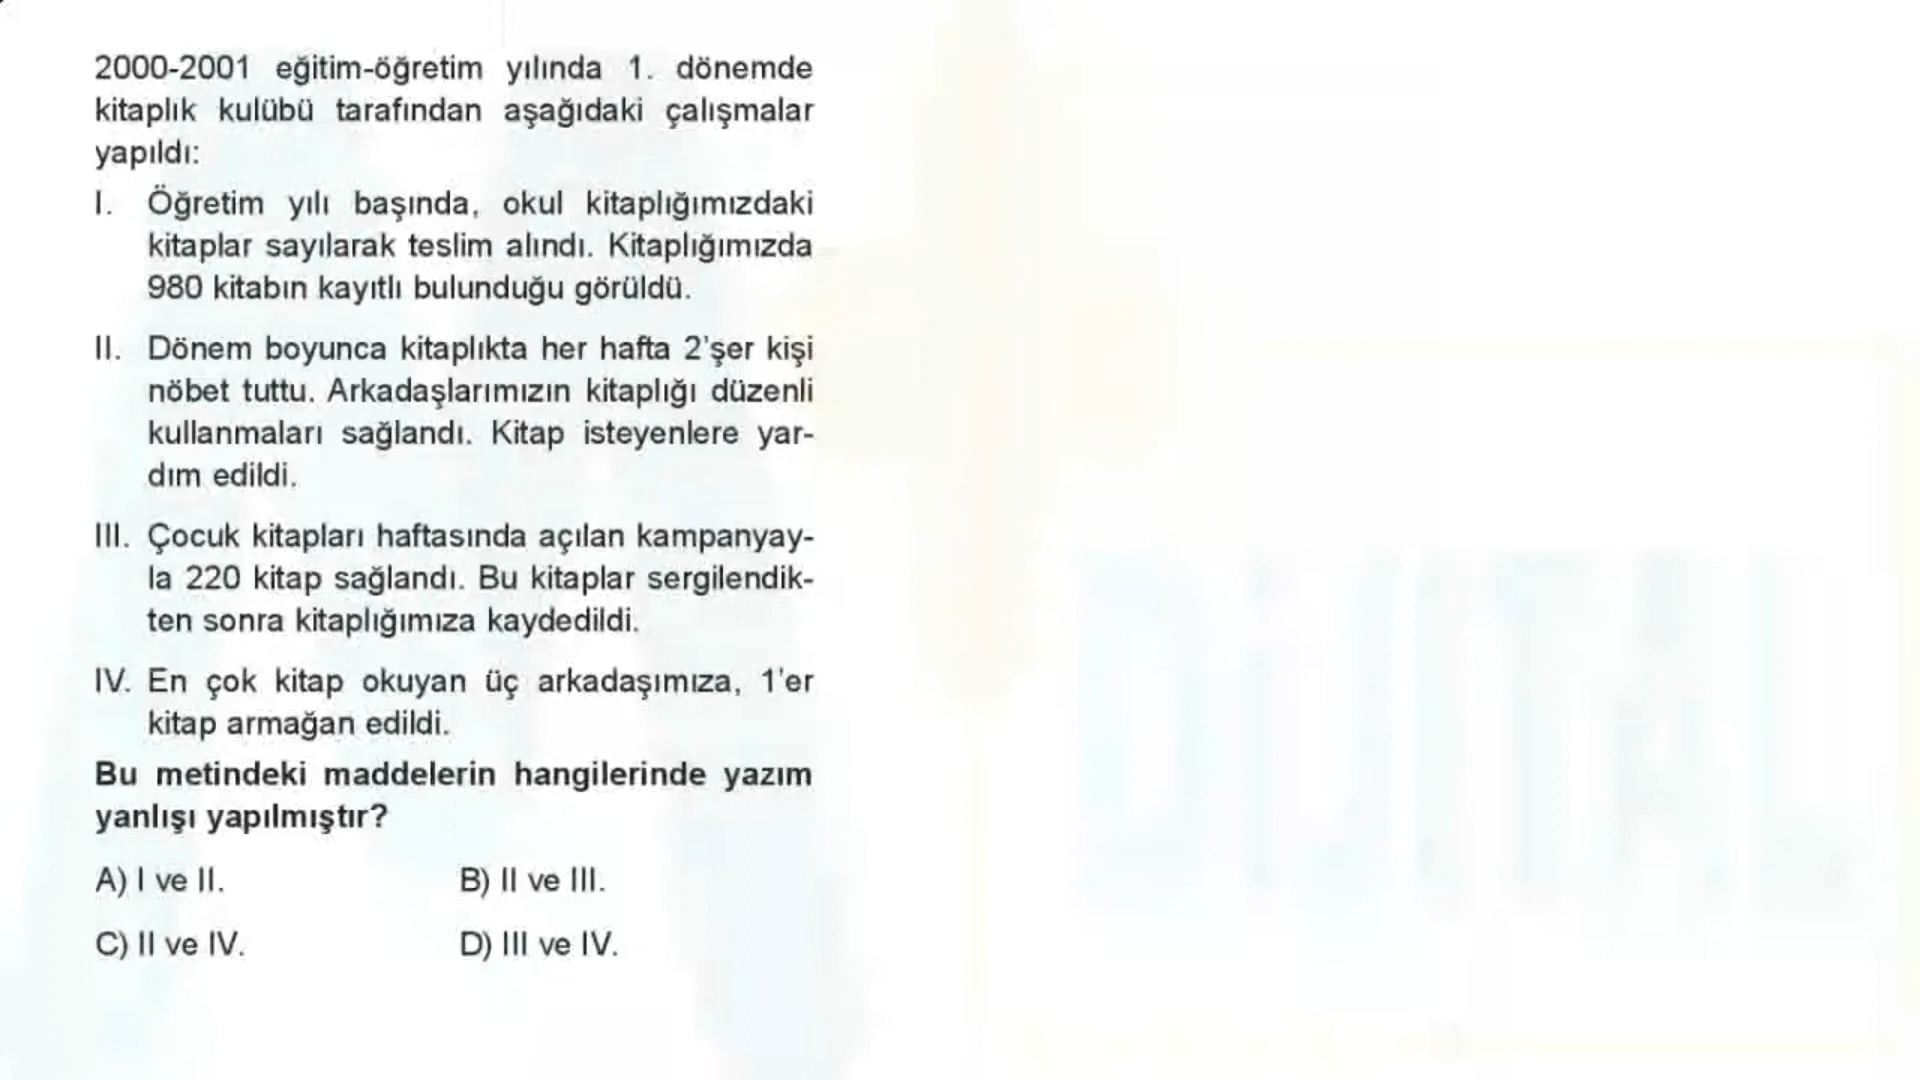 2000-2001 eğitim-öğretim yılında 1. dönemde
kitaplık kulübü tarafından aşağıdaki çalışmalar
yapıldı:
I. Öğretim yılı başında, okul kitaplığımızdaki
kitaplar sayılarak teslim alındı. Kitaplığımızda
980 kitabın kayıtlı bulunduğu görüldü.
II. Dönem boyunca kitaplıkta her hafta 2'şer kişi
nöbet tuttu. Arkadaşlarımızın kitaplığı düzenli
kullanmaları sağlandı. Kitap isteyenlere yar-
dım edildi.
III. Çocuk kitapları haftasında açılan kampanyay-
la 220 kitap sağlandı. Bu kitaplar sergilendik-
ten sonra kitaplığımıza kaydedildi.
IV. En çok kitap okuyan üç arkadaşımıza, 1'er
kitap armağan edildi.
Bu metindeki maddelerin hangilerinde yazım
yanlışı yapılmıştır?
A) I ve II.
B) II ve III.
C) II ve IV.
D) III ve IV.
DİJİTAL